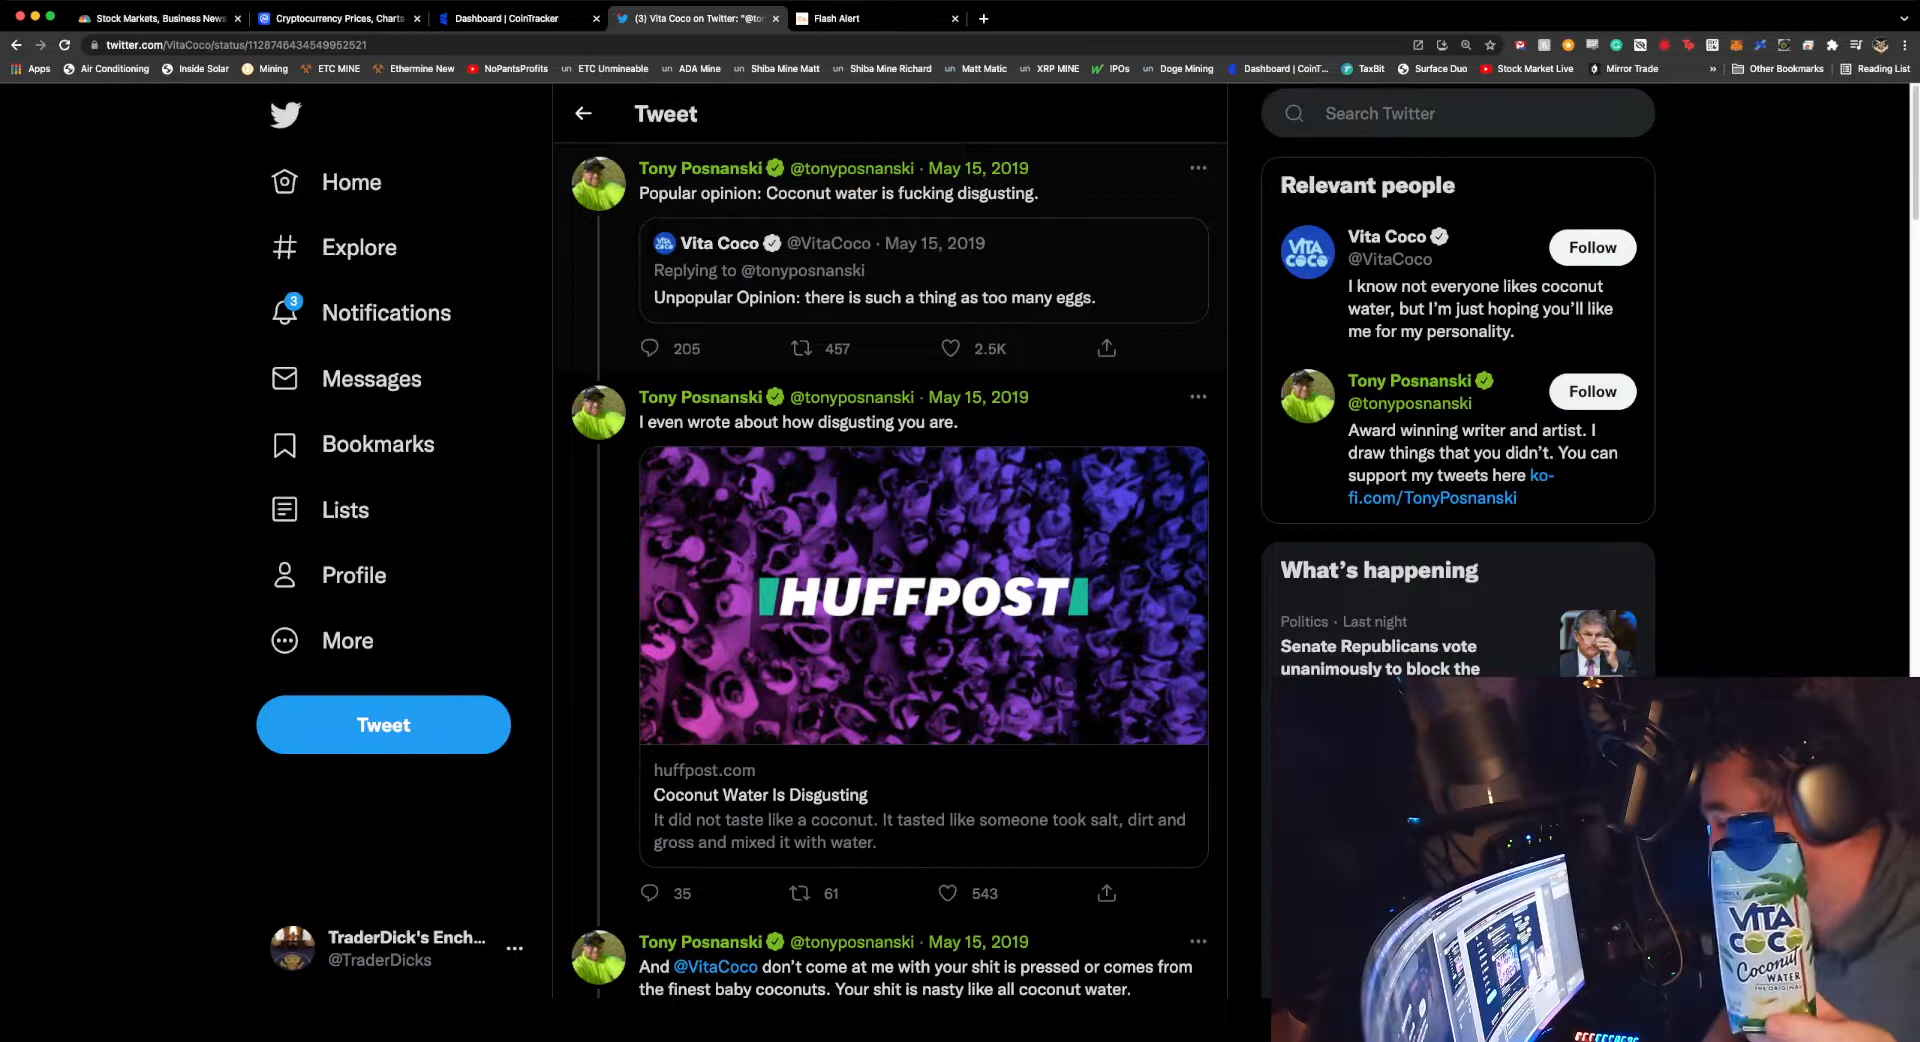 Stock Markets, Business News
Cryptocurrency Prices, Charts
Dashboard | CoinTracker
(3) Vita Coco on Twitter: "@to
Flash Alert
twitter.com/VitaCoco/status/1128746434549952521
Apps
Air Conditioning
Inside Solar
Mining
ETC MINE
Ethermine New
NoPantsProfits
un ETC Unmineable
un ADA Mine
un Shiba Mine Matt
un Shiba Mine Richard
un Matt Matic
un XRP MINE
IPOs
un Doge Mining
Dashboard | CoinT...
TaxBit
Surface Duo
Stock Market Live
Mirror Trade
»
Other Bookmarks
Reading List
Home
Explore
3
Notifications
Messages
Bookmarks
Lists
Profile
More
Tweet
TraderDick's Ench...
@TraderDicks
Tweet
Tony Posnanski @tonyposnanski · May 15, 2019
Popular opinion: Coconut water is fucking disgusting.
Vita Coco @VitaCoco · May 15, 2019
Replying to @tonyposnanski
Unpopular Opinion: there is such a thing as too many eggs.
205 457 2.5K
Tony Posnanski @tonyposnanski · May 15, 2019
I even wrote about how disgusting you are.
HUFFPOST
huffpost.com
Coconut Water Is Disgusting
It did not taste like a coconut. It tasted like someone took salt, dirt and
gross and mixed it with water.
35 61 543
Tony Posnanski @tonyposnanski · May 15, 2019
And @VitaCoco don't come at me with your shit is pressed or comes from
the finest baby coconuts. Your shit is nasty like all coconut water.
Search Twitter
Relevant people
VITA
COCO
Vita Coco
@VitaCoco
Follow
I know not everyone likes coconut
water, but I'm just hoping you'll like
me for my personality.
Tony Posnanski
@tonyposnanski
Follow
Award winning writer and artist. I
draw things that you didn't. You can
support my tweets here ko-
fi.com/TonyPosnanski
What's happening
Politics · Last night
Senate Republicans vote
unanimously to block the
VITA
COCO
Coconut
WATER
THE ORIGINAL